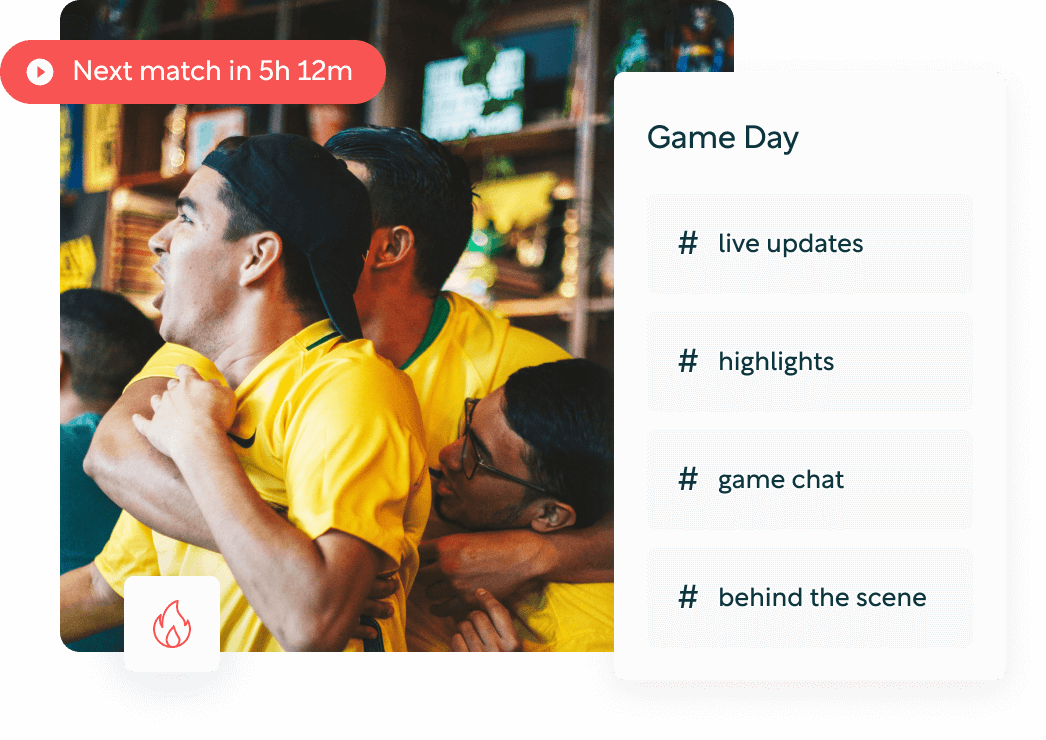 Next match in 5h 12m
Game Day
# live updates
# highlights
# game chat
# behind the scene